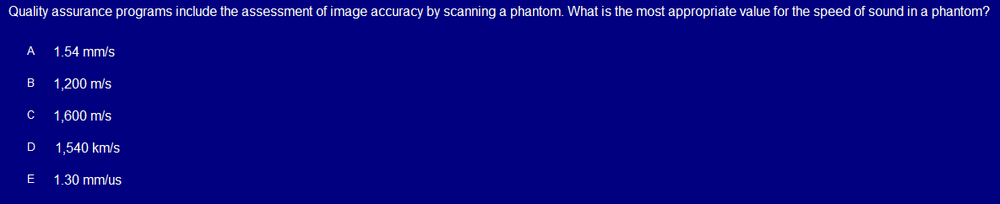 Quality assurance programs include the assessment of image accuracy by scanning a phantom. What is the most appropriate value for the speed of sound in a phantom?
A 1.54 mm/s
B 1,200 m/s
C 1,600 m/s
D 1,540 km/s
E 1.30 mm/us